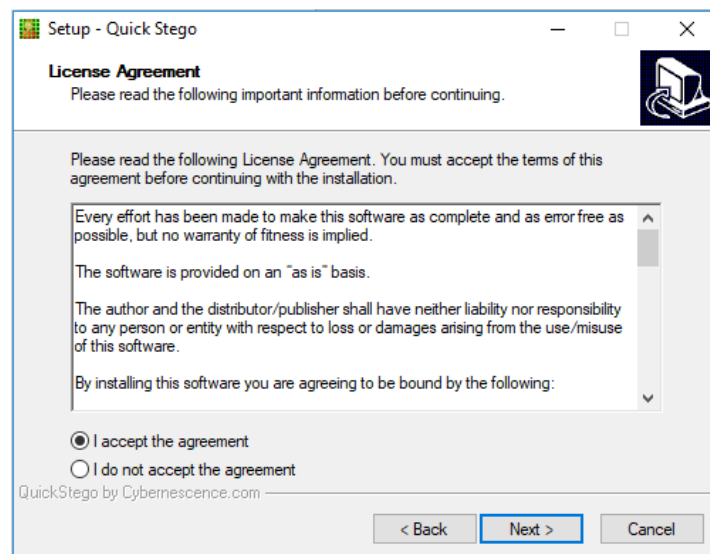 Setup - Quick Stego
License Agreement
Please read the following important information before continuing.
Please read the following License Agreement. You must accept the terms of this
agreement before continuing with the installation.
Every effort has been made to make this software as complete and as error free as
possible, but no warranty of fitness is implied.
The software is provided on an "as is" basis.
The author and the distributor/publisher shall have neither liability nor responsibility
to any person or entity with respect to loss or damages arising from the use/misuse
of this software.
By installing this software you are agreeing to be bound by the following:
I accept the agreement
I do not accept the agreement
QuickStego by Cybernescence.com
< Back Next > Cancel